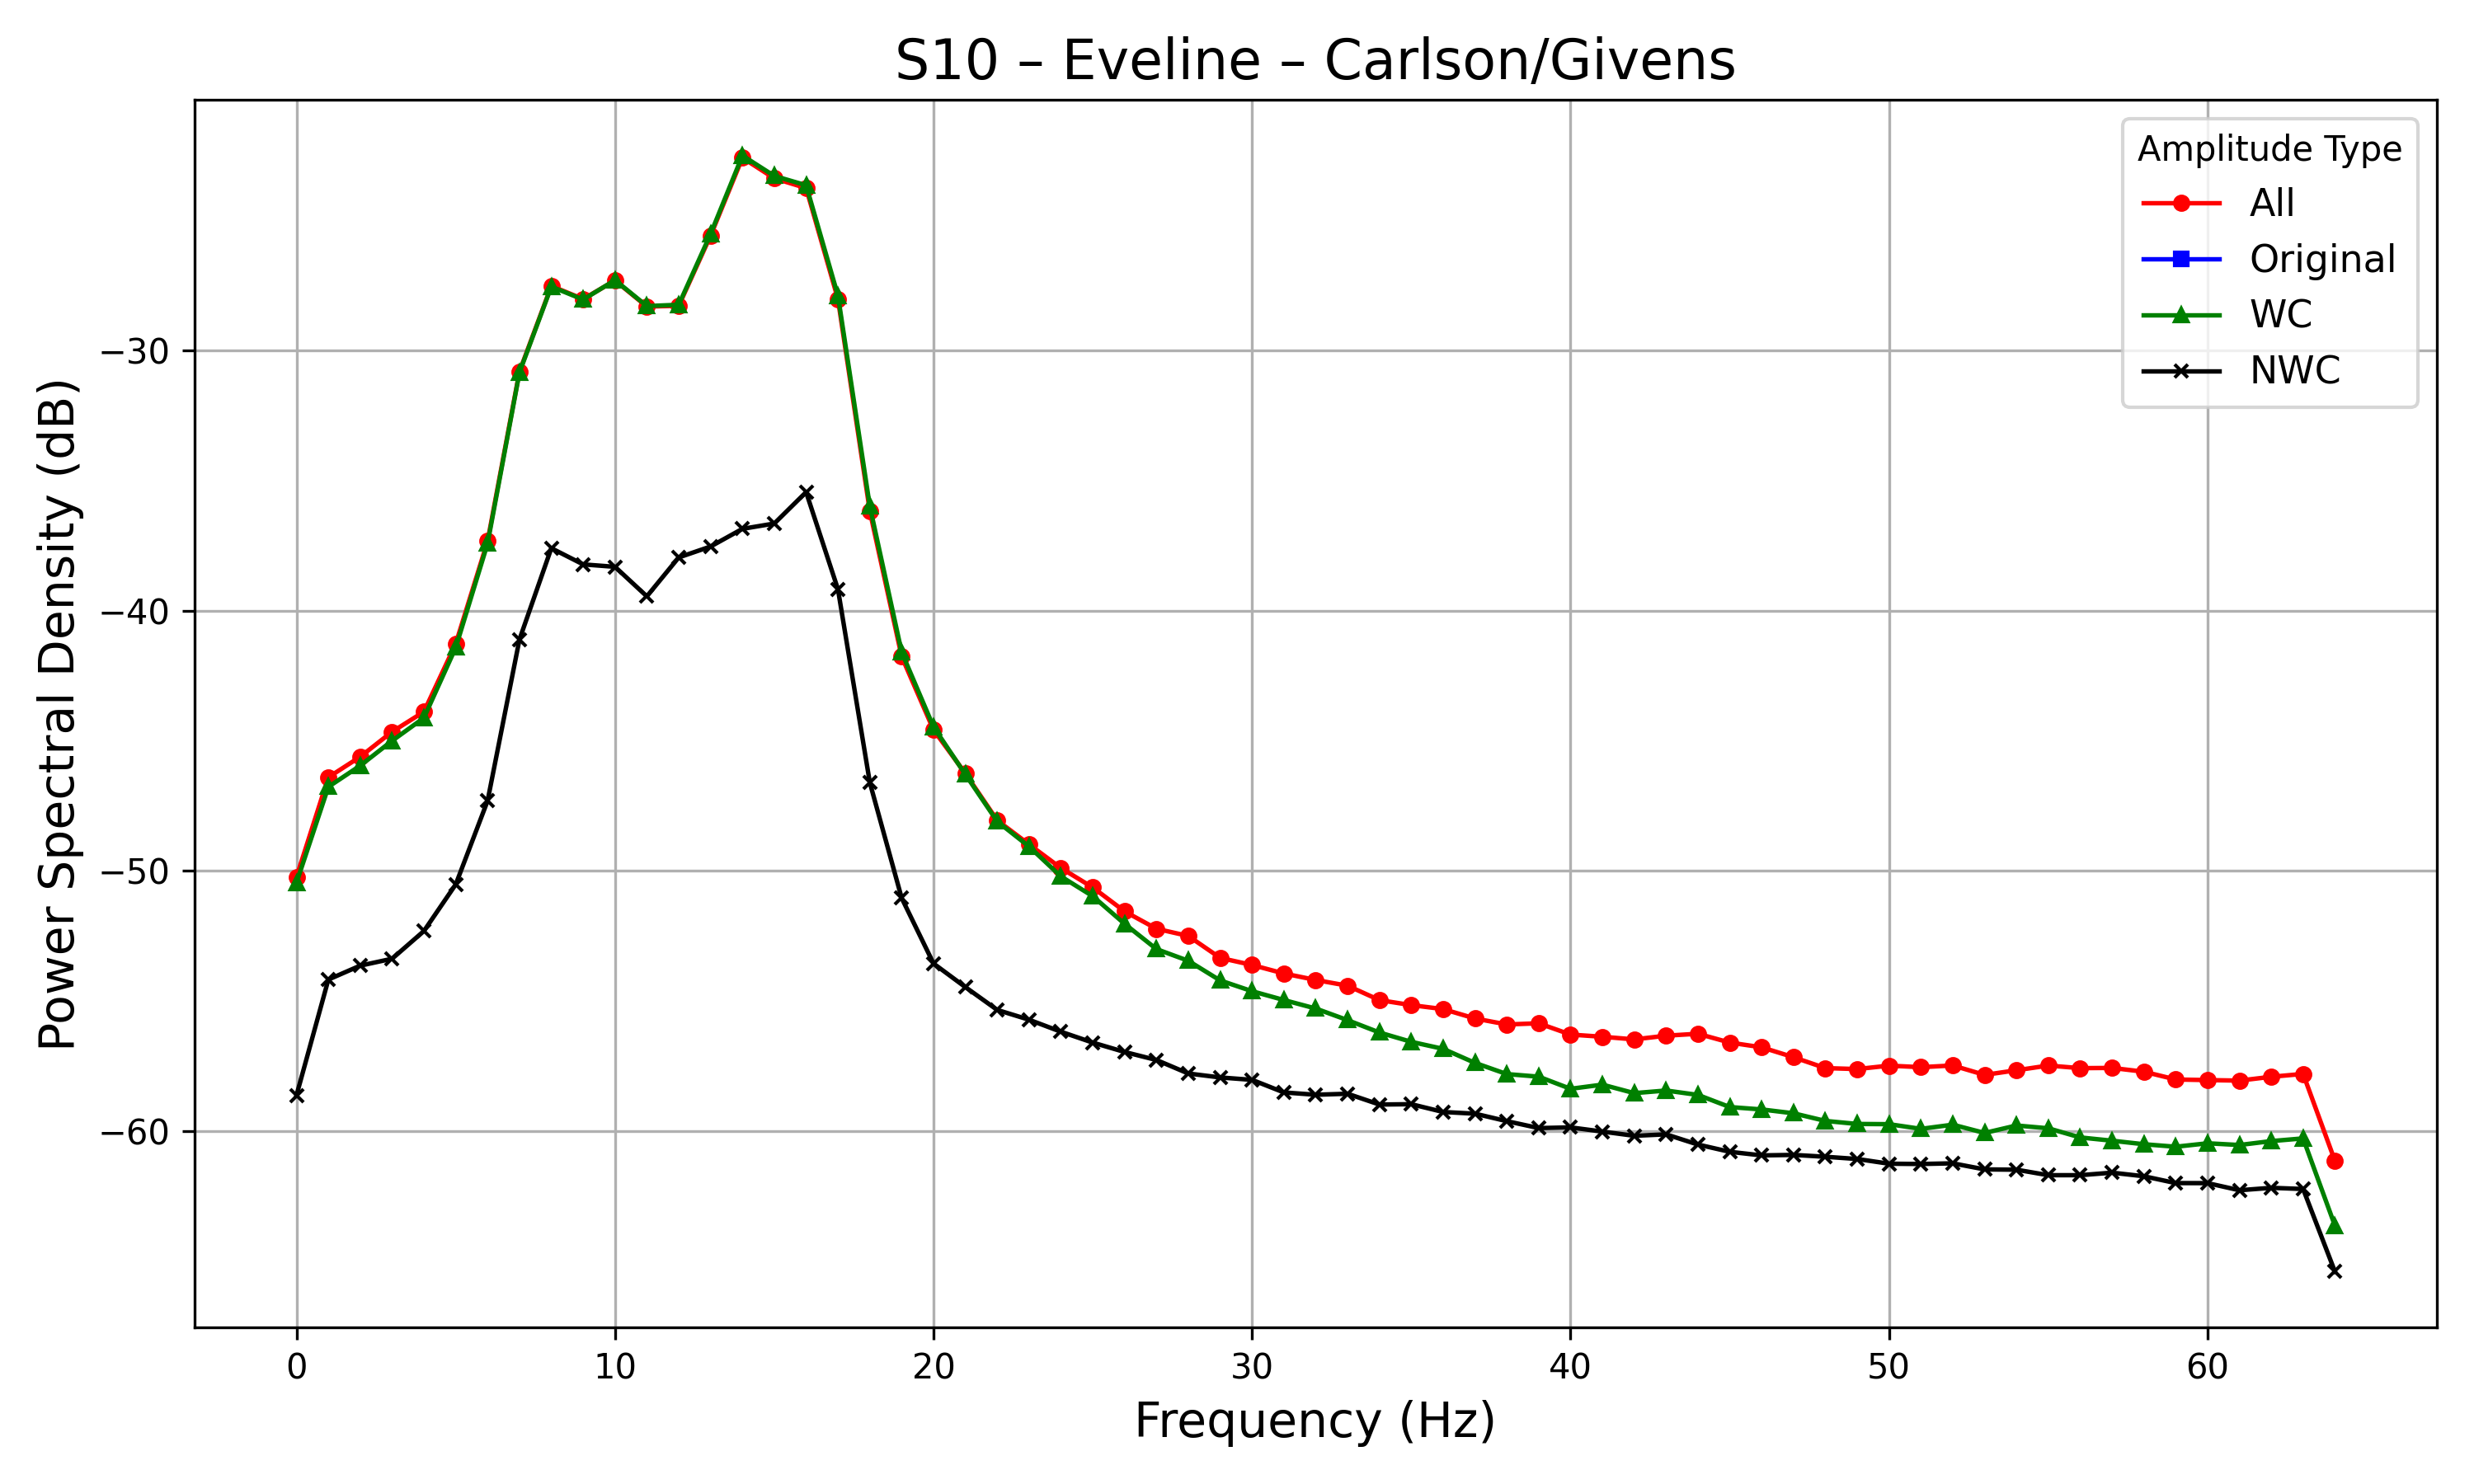 S10 – Eveline – Carlson/Givens
Amplitude Type
All
Original
WC
NWC
Power Spectral Density (dB)
−30
−40
−50
−60
0 10 20 30 40 50 60
Frequency (Hz)